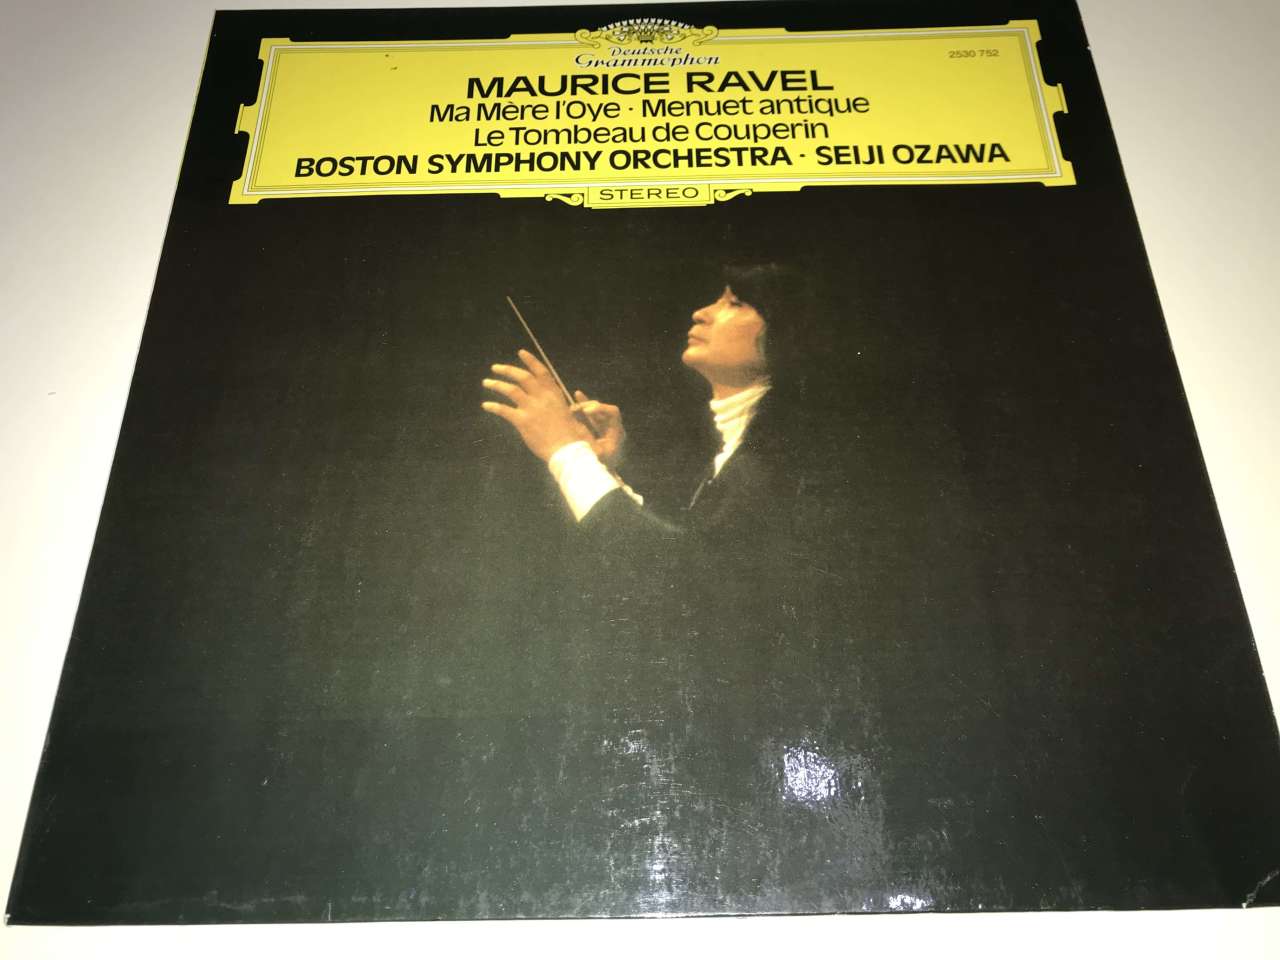 Deutsche
Grammophon
2530 752
MAURICE RAVEL
Ma Mère l'Oye · Menuet antique
Le Tombeau de Couperin
BOSTON SYMPHONY ORCHESTRA · SEIJI OZAWA
STEREO